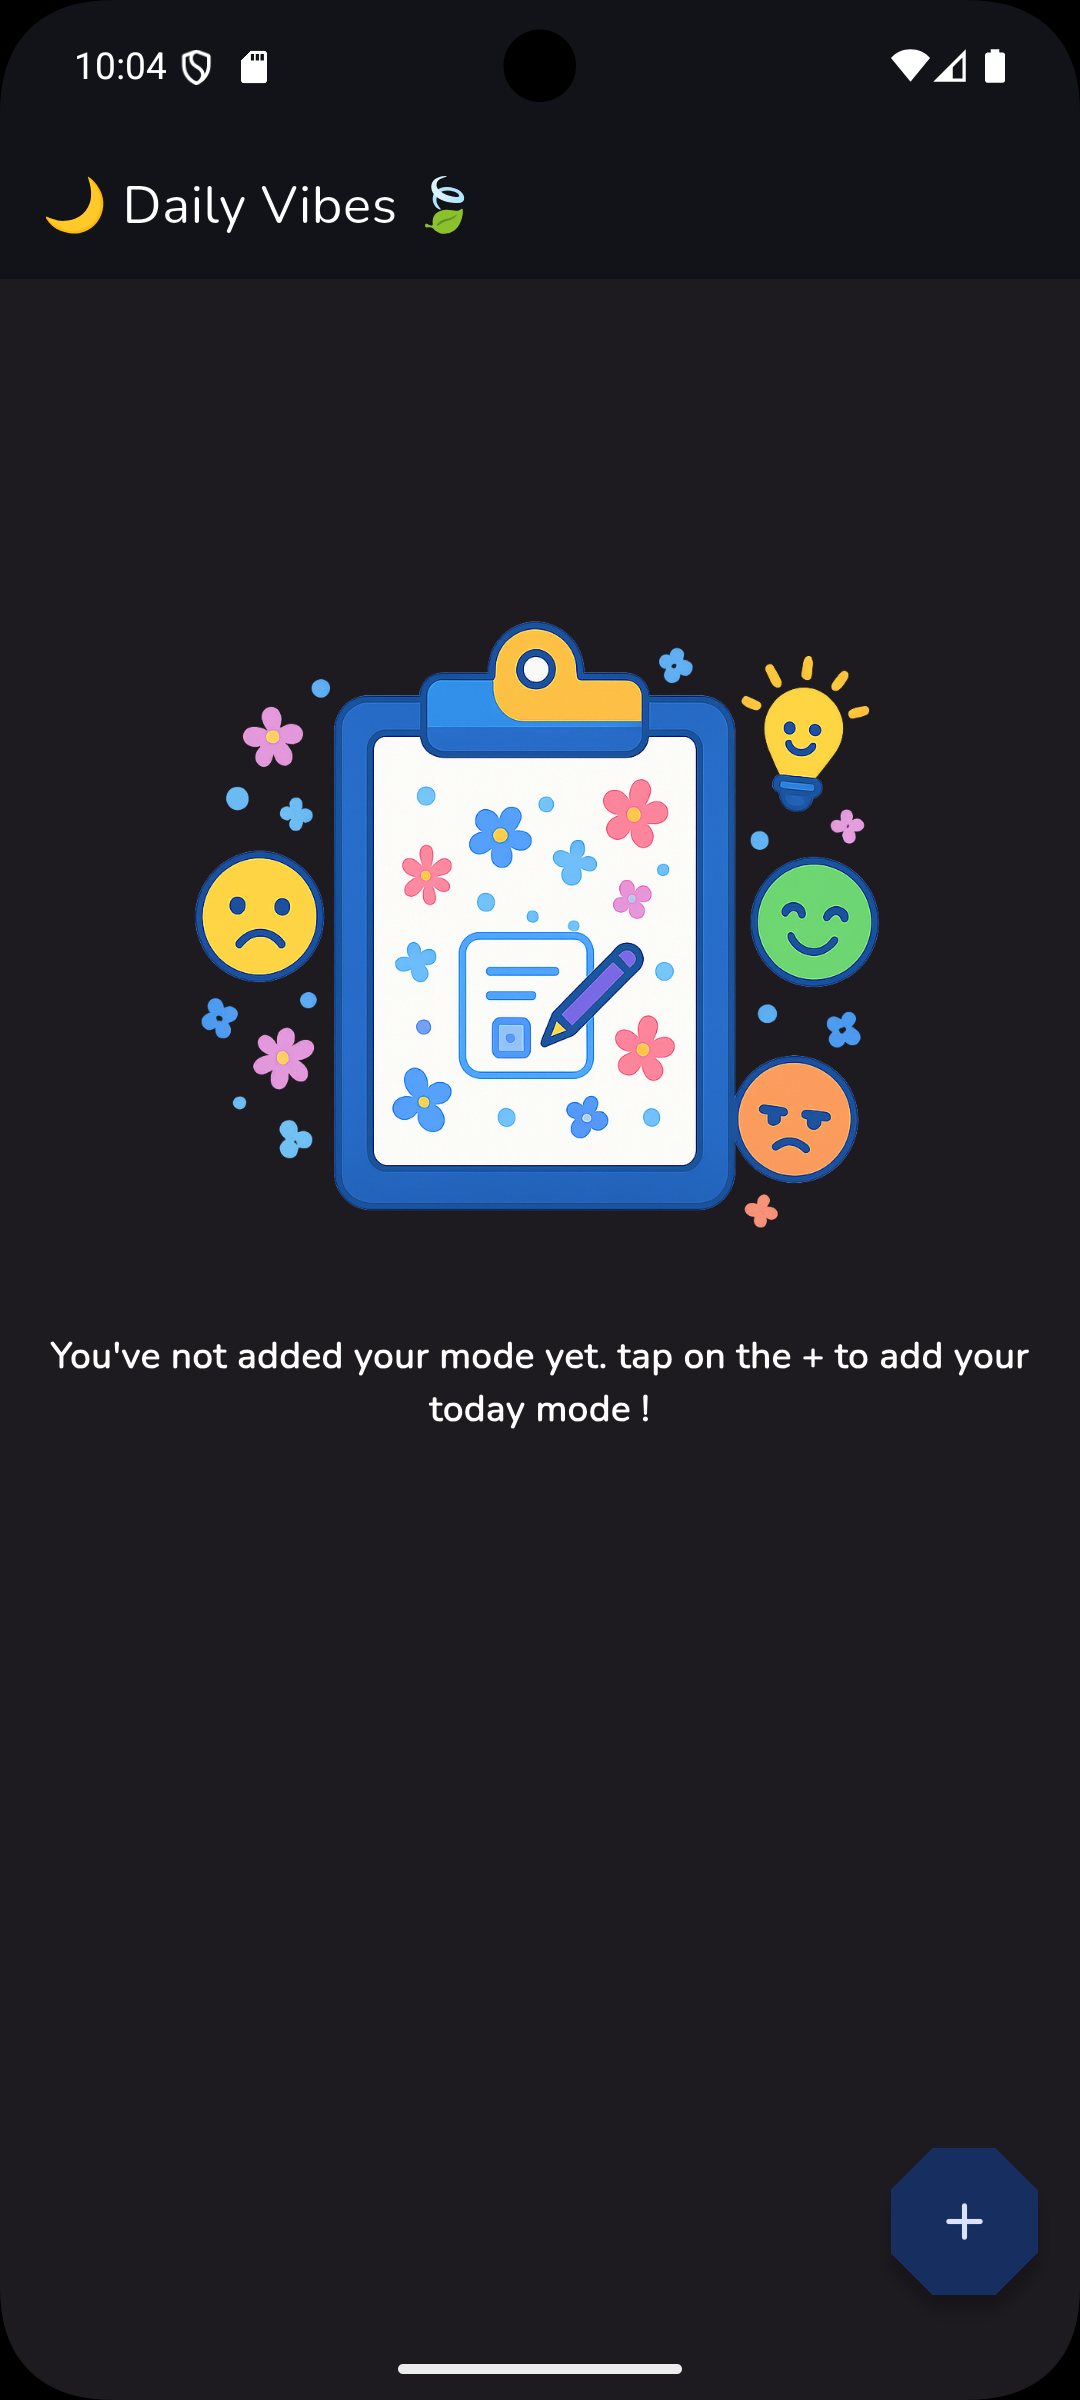 10:04
🌙 Daily Vibes 🍃
You've not added your mode yet. tap on the + to add your
today mode !
+